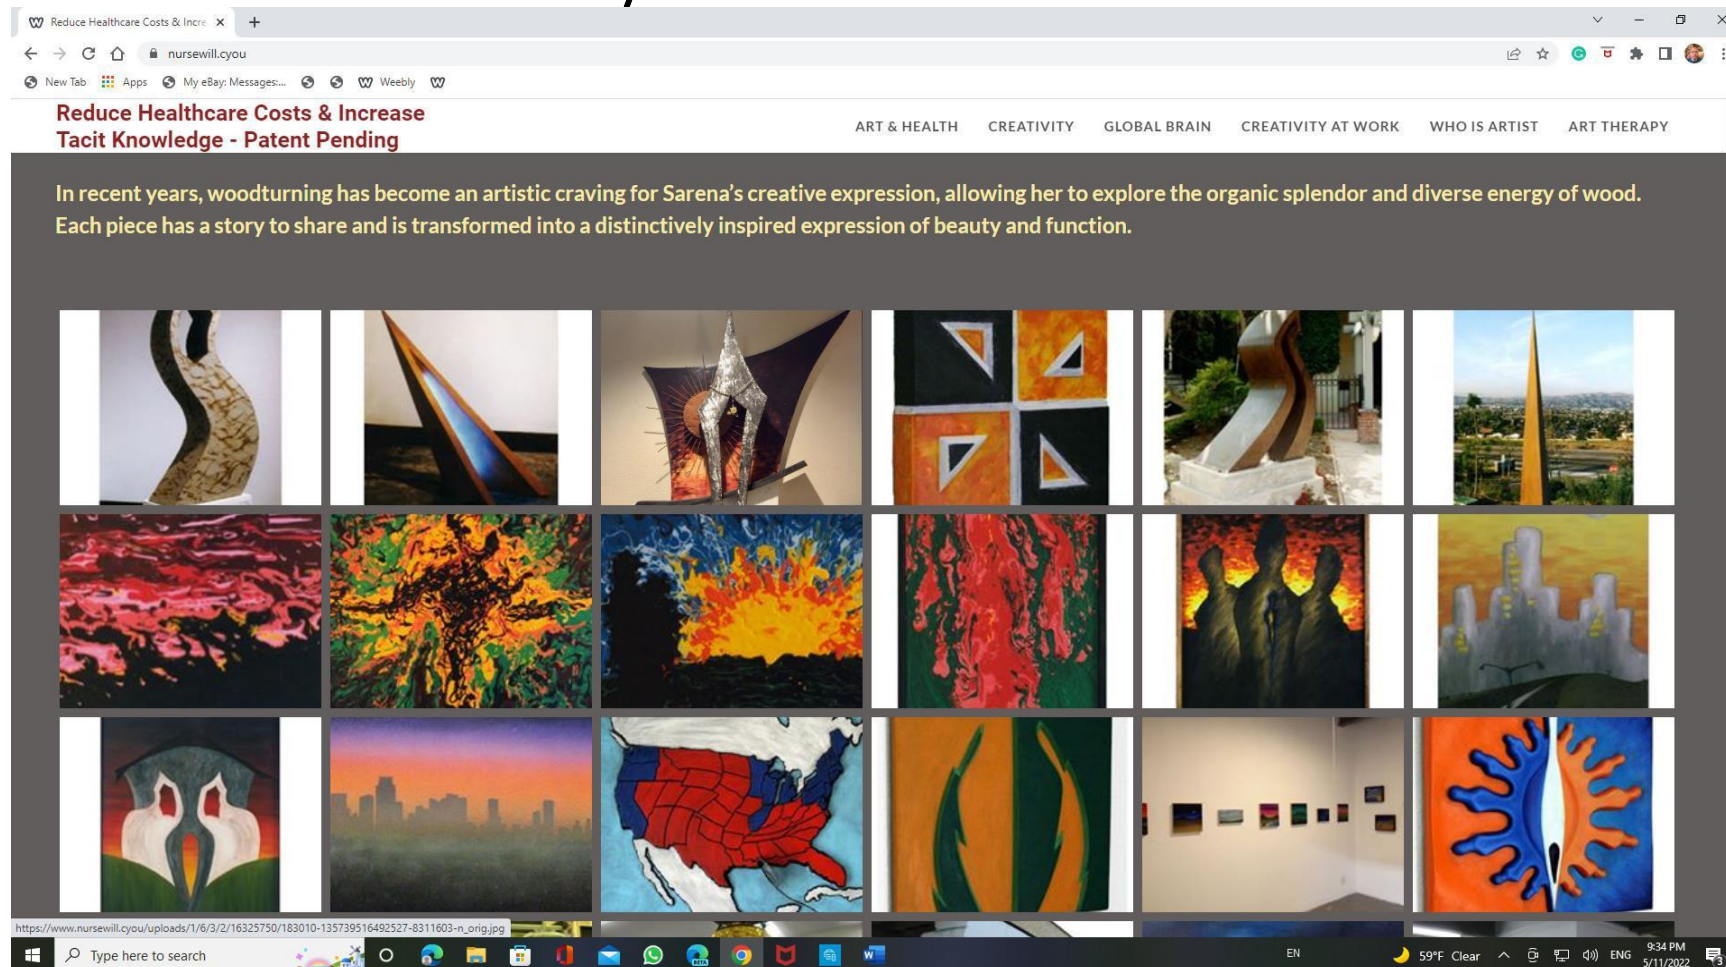 Reduce Healthcare Costs & Incre
nursewill.cyou
New Tab Apps My eBay: Messages:... Weebly
Reduce Healthcare Costs & Increase
Tacit Knowledge - Patent Pending
ART & HEALTH CREATIVITY GLOBAL BRAIN CREATIVITY AT WORK WHO IS ARTIST ART THERAPY
In recent years, woodturning has become an artistic craving for Sarena’s creative expression, allowing her to explore the organic splendor and diverse energy of wood.
Each piece has a story to share and is transformed into a distinctively inspired expression of beauty and function.
https://www.nursewill.cyou/uploads/1/6/3/2/16325750/183010-135739516492527-8311603-n_orig.jpg
Type here to search
BETA
EN
59°F Clear
ENG
9:34 PM
5/11/2022
3